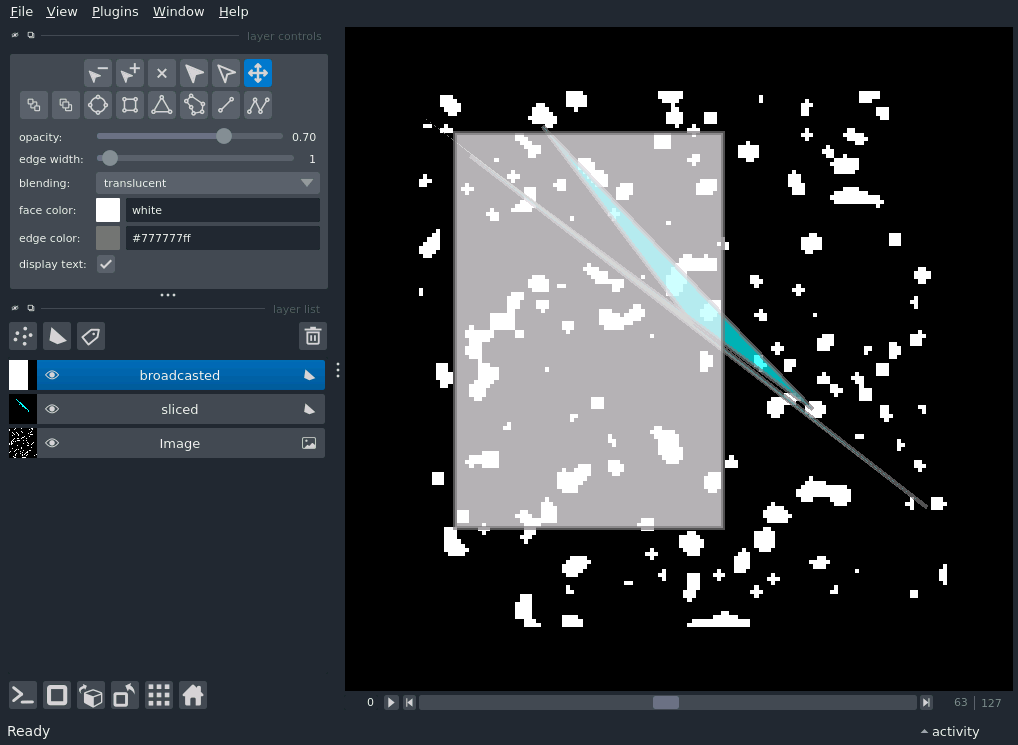 File View Plugins Window Help
layer controls
opacity: 0.70
edge width: 1
blending: translucent
face color: white
edge color: #777777ff
display text:
layer list
broadcasted
sliced
Image
0 63 | 127
Ready activity